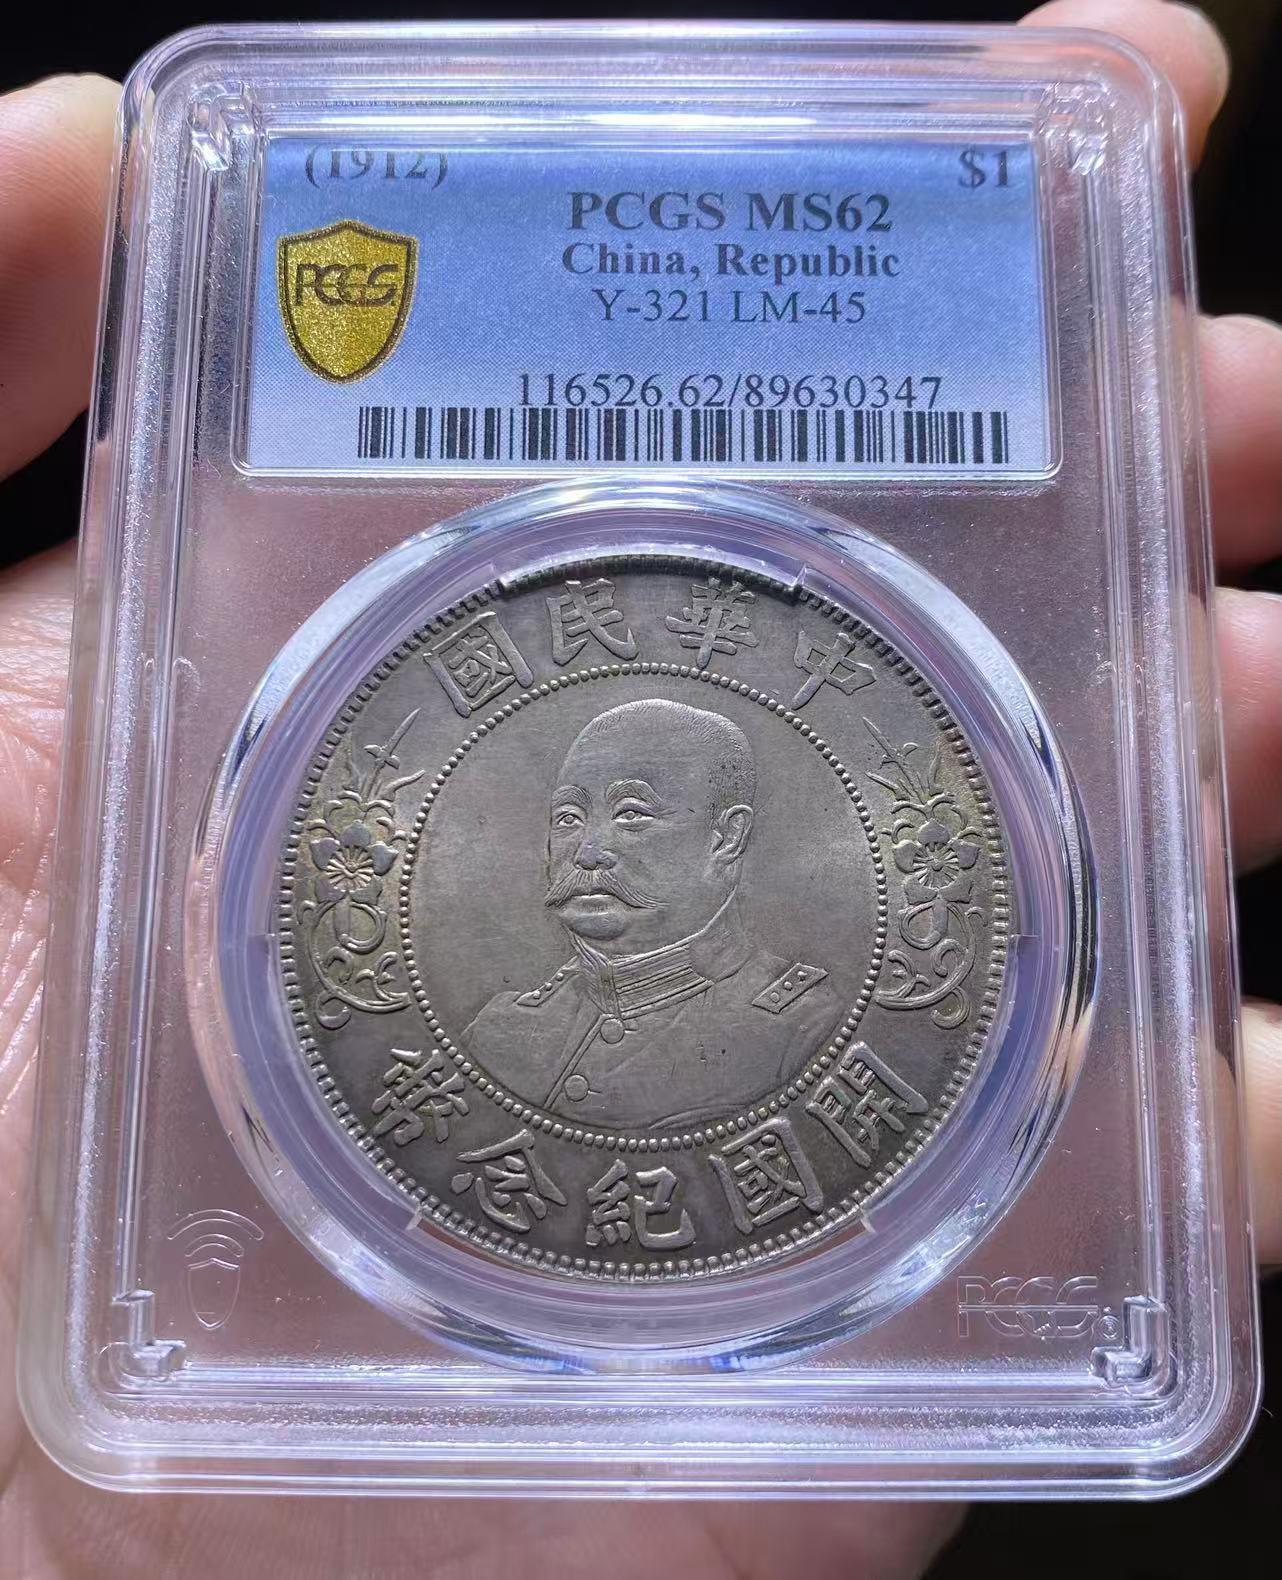 (1912) $1
PCGS MS62
China, Republic
Y-321 LM-45
PCGS
116526.62/89630347
中華民國
開國紀念幣
PCGS